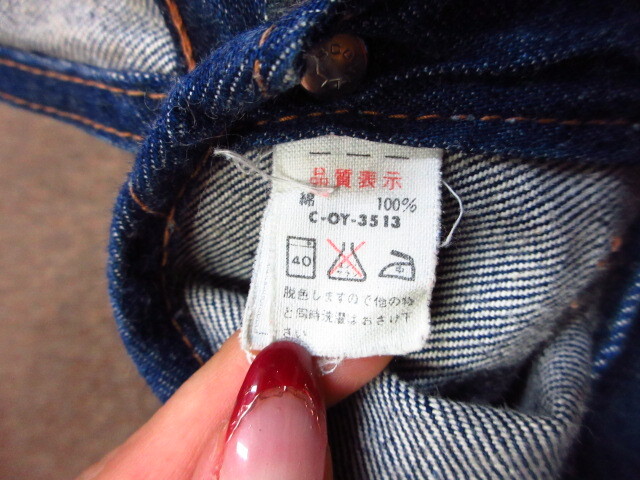 品質表示
綿 100%
C-OY-3513
40
脱色しますので他の物
と同時洗濯はおさけ下
さい